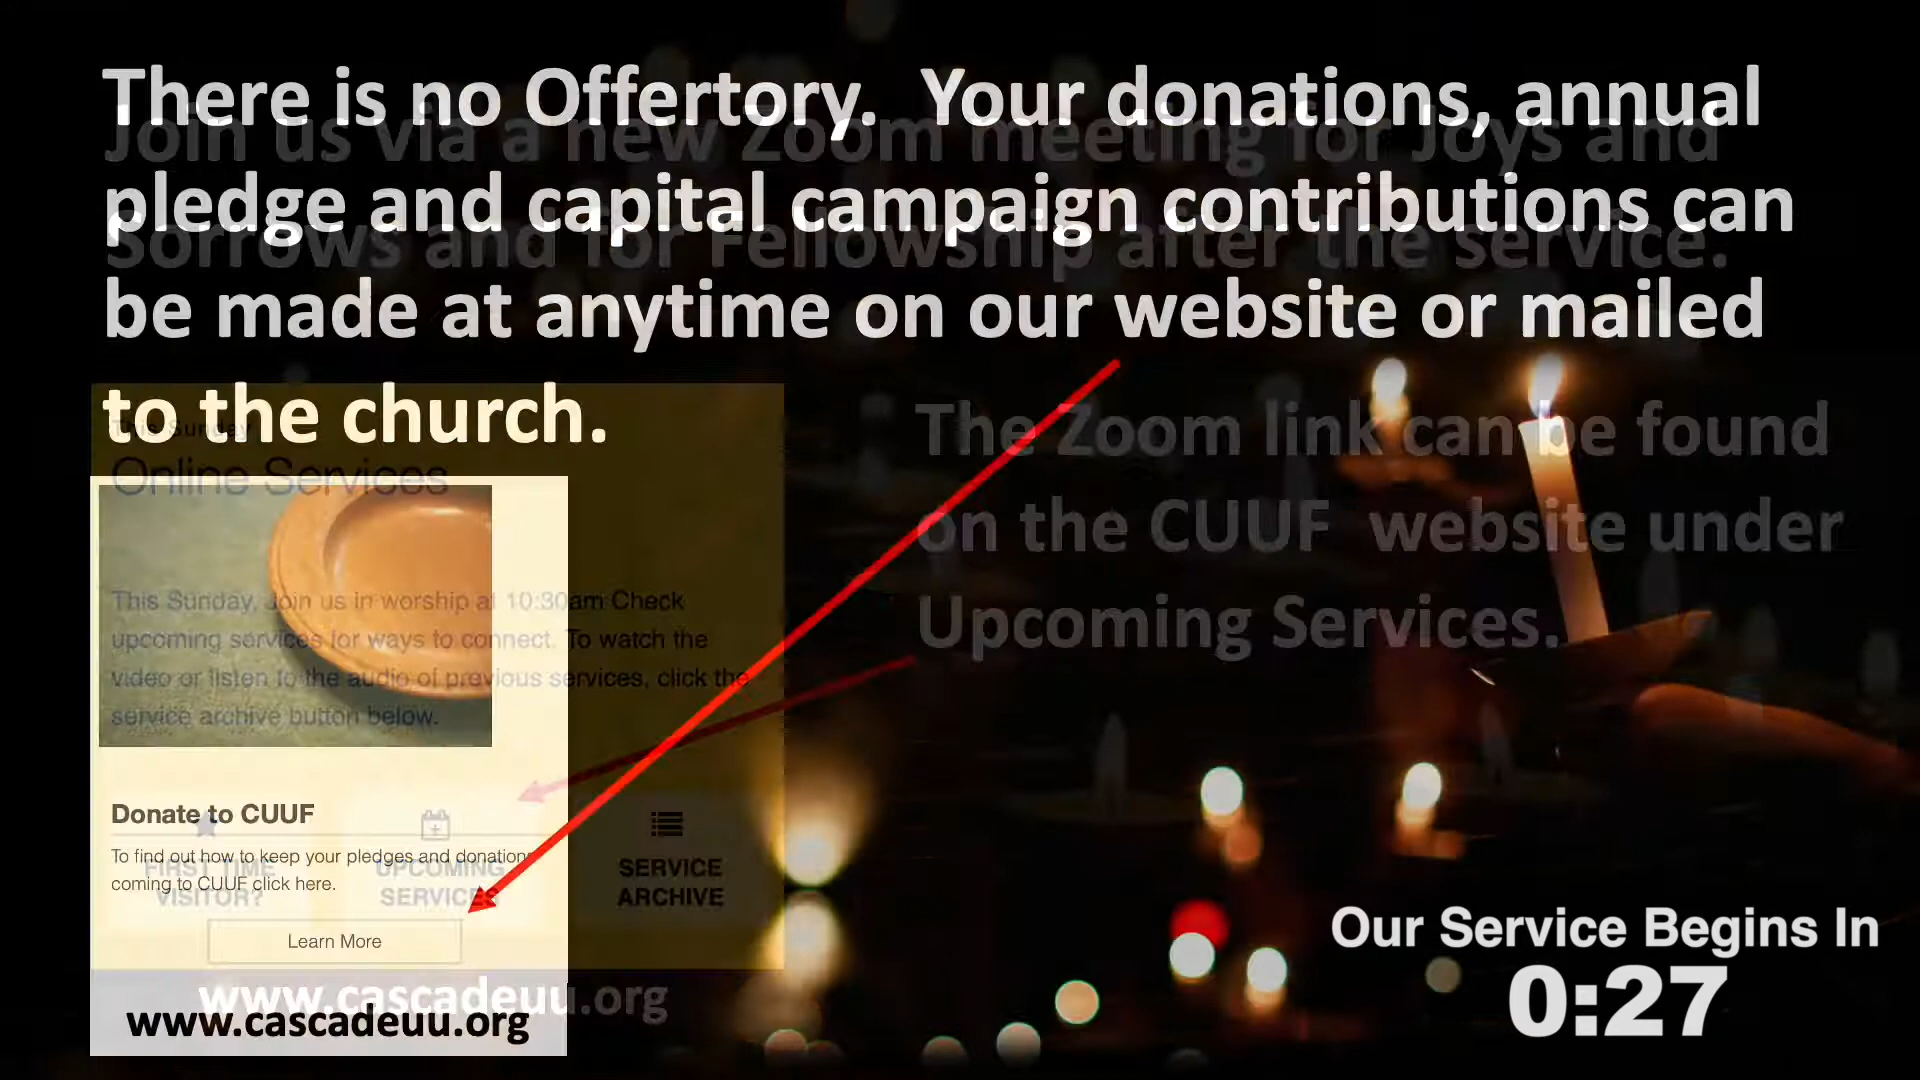 There is no Offertory. Your donations, annual
pledge and capital campaign contributions can
be made at anytime on our website or mailed
to the church.
Join us via a new Zoom meeting for Joys and
Sorrows and for Fellowship after the service.
The Zoom link can be found
on the CUUF website under
Upcoming Services.
This Sunday
Online Services
This Sunday, Join us in worship at 10:30am Check
upcoming services for ways to connect. To watch the
video or listen to the audio of previous services, click the
service archive button below.
FIRST TIME
VISITOR?
UPCOMING
SERVICES
SERVICE
ARCHIVE
www.cascadeuu.org
Donate to CUUF
To find out how to keep your pledges and donations
coming to CUUF click here.
Learn More
www.cascadeuu.org
Our Service Begins In
0:27